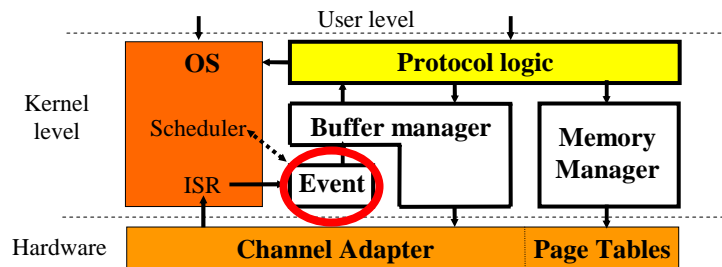 User level
OS
Protocol logic
Kernel
level
Scheduler
Buffer manager
Memory
Manager
ISR
Event
Hardware
Channel Adapter
Page Tables